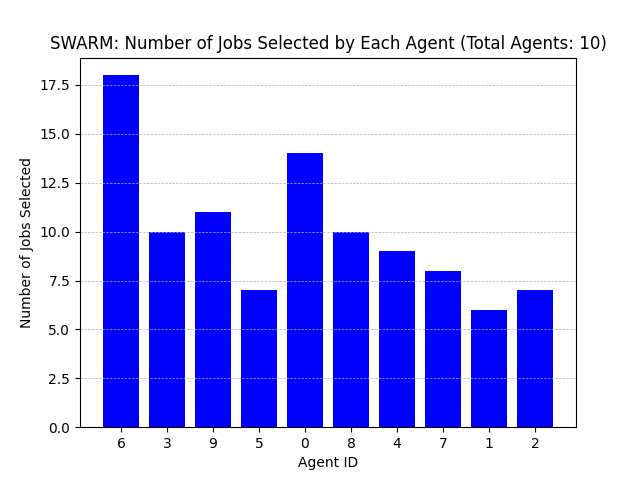 SWARM: Number of Jobs Selected by Each Agent (Total Agents: 10)
Number of Jobs Selected
17.5
15.0
12.5
10.0
7.5
5.0
2.5
0.0
6 3 9 5 0 8 4 7 1 2
Agent ID